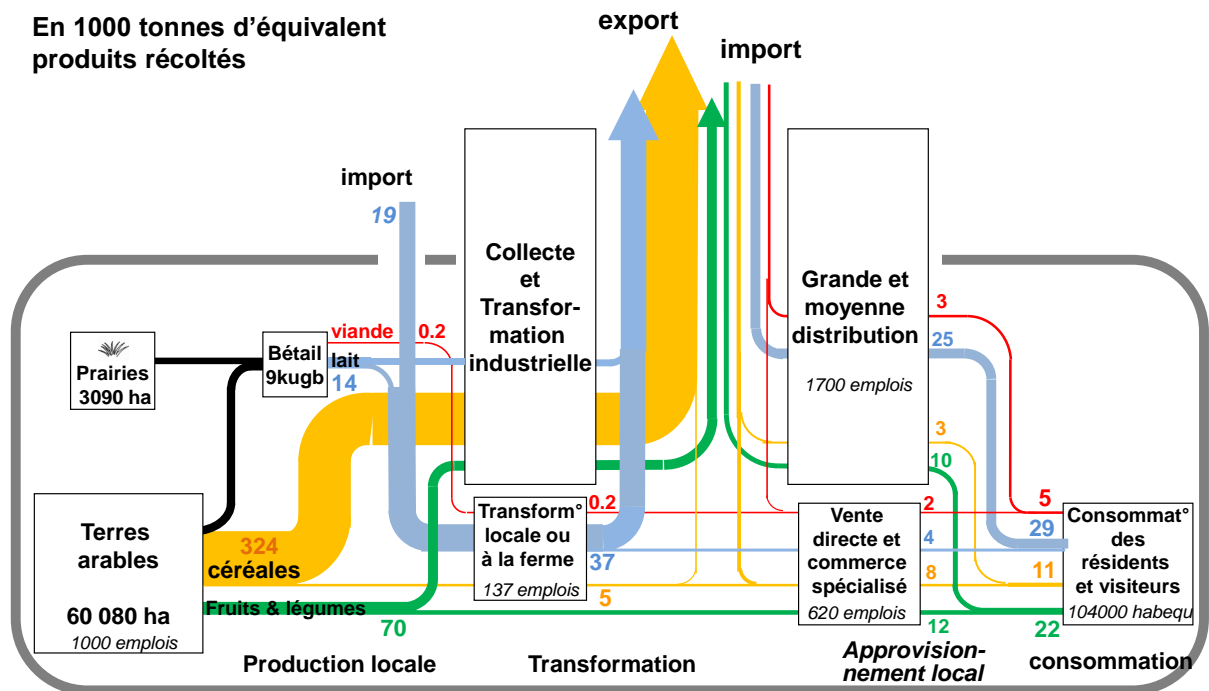 En 1000 tonnes d’équivalent
produits récoltés
export
import
import
19
Collecte
et
Transfor-
mation
industrielle
Grande et
moyenne
distribution
1700 emplois
3
25
3
10
Prairies
3090 ha
Bétail
9kugb
viande
0.2
lait
14
Terres
arables
60 080 ha
1000 emplois
324
céréales
Fruits & légumes
70
Transform°
locale ou
à la ferme
137 emplois
0.2
37
5
Vente
directe et
commerce
spécialisé
620 emplois
2
4
8
12
5
29
11
22
Consommat°
des
résidents
et visiteurs
104000 habequ
Production locale
Transformation
Approvision-
nement local
consommation